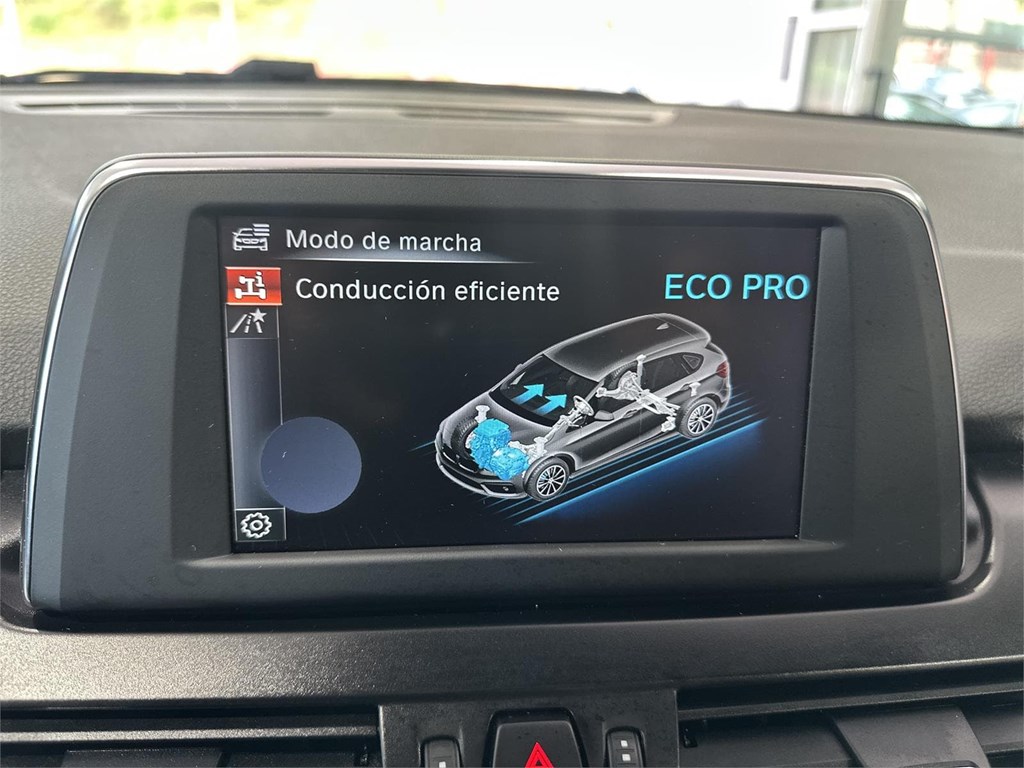 Modo de marcha
Conducción eficiente
ECO PRO